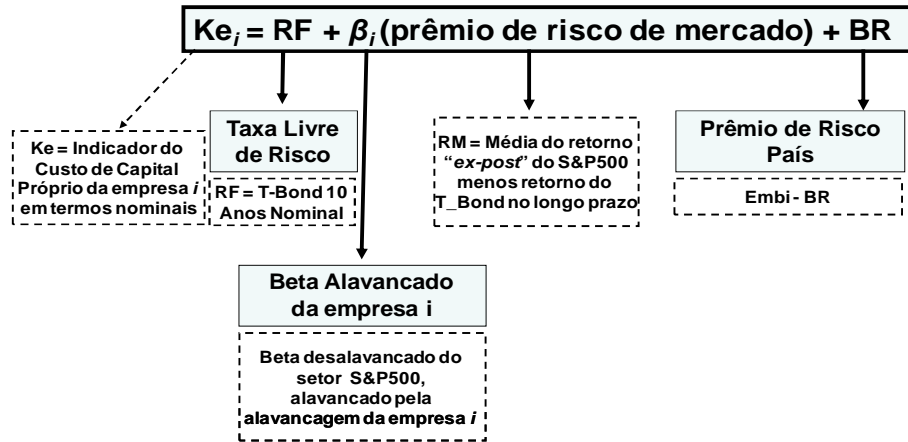 Keᵢ = RF + βᵢ (prêmio de risco de mercado) + BR
Taxa Livre
de Risco
Prêmio de Risco
País
Ke = Indicador do
Custo de Capital
Próprio da empresa i
em termos nominais
RF = T-Bond 10
Anos Nominal
RM = Média do retorno
“ex-post” do S&P500
menos retorno do
T_Bond no longo prazo
Embi - BR
Beta Alavancado
da empresa i
Beta desalavancado do
setor S&P500,
alavancado pela
alavancagem da empresa i